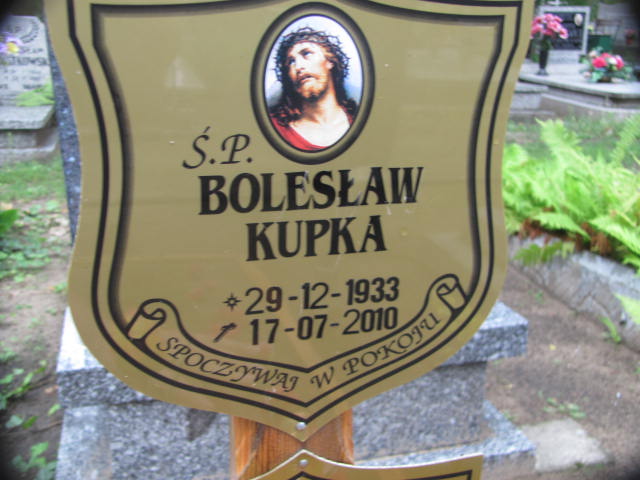 Ś.P.
BOLESŁAW
KUPKA
29-12-1933
17-07-2010
SPOCZYWAJ W POKOJU